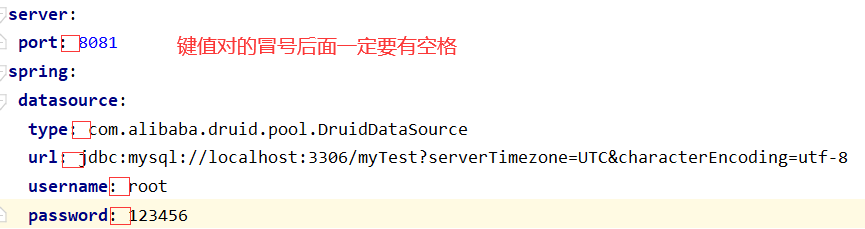 server:
port: 8081 键值对的冒号后面一定要有空格
spring:
datasource:
type: com.alibaba.druid.pool.DruidDataSource
url: jdbc:mysql://localhost:3306/myTest?serverTimezone=UTC&characterEncoding=utf-8
username: root
password: 123456